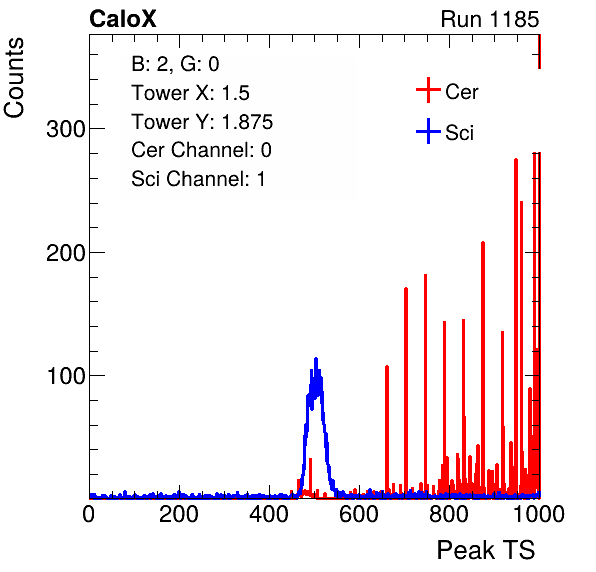 CaloX Run 1185
Counts
B: 2, G: 0
Tower X: 1.5
Tower Y: 1.875
Cer Channel: 0
Sci Channel: 1
Cer
Sci
300
200
100
0 200 400 600 800 1000
Peak TS